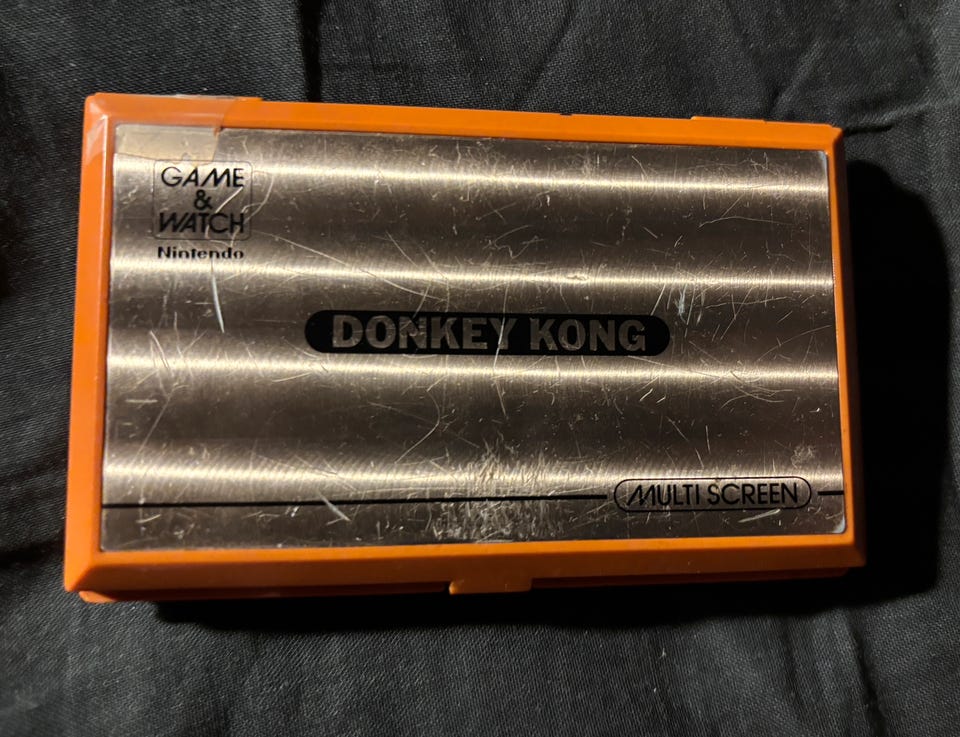 GAME
&
WATCH
Nintendo
DONKEY KONG
MULTI SCREEN